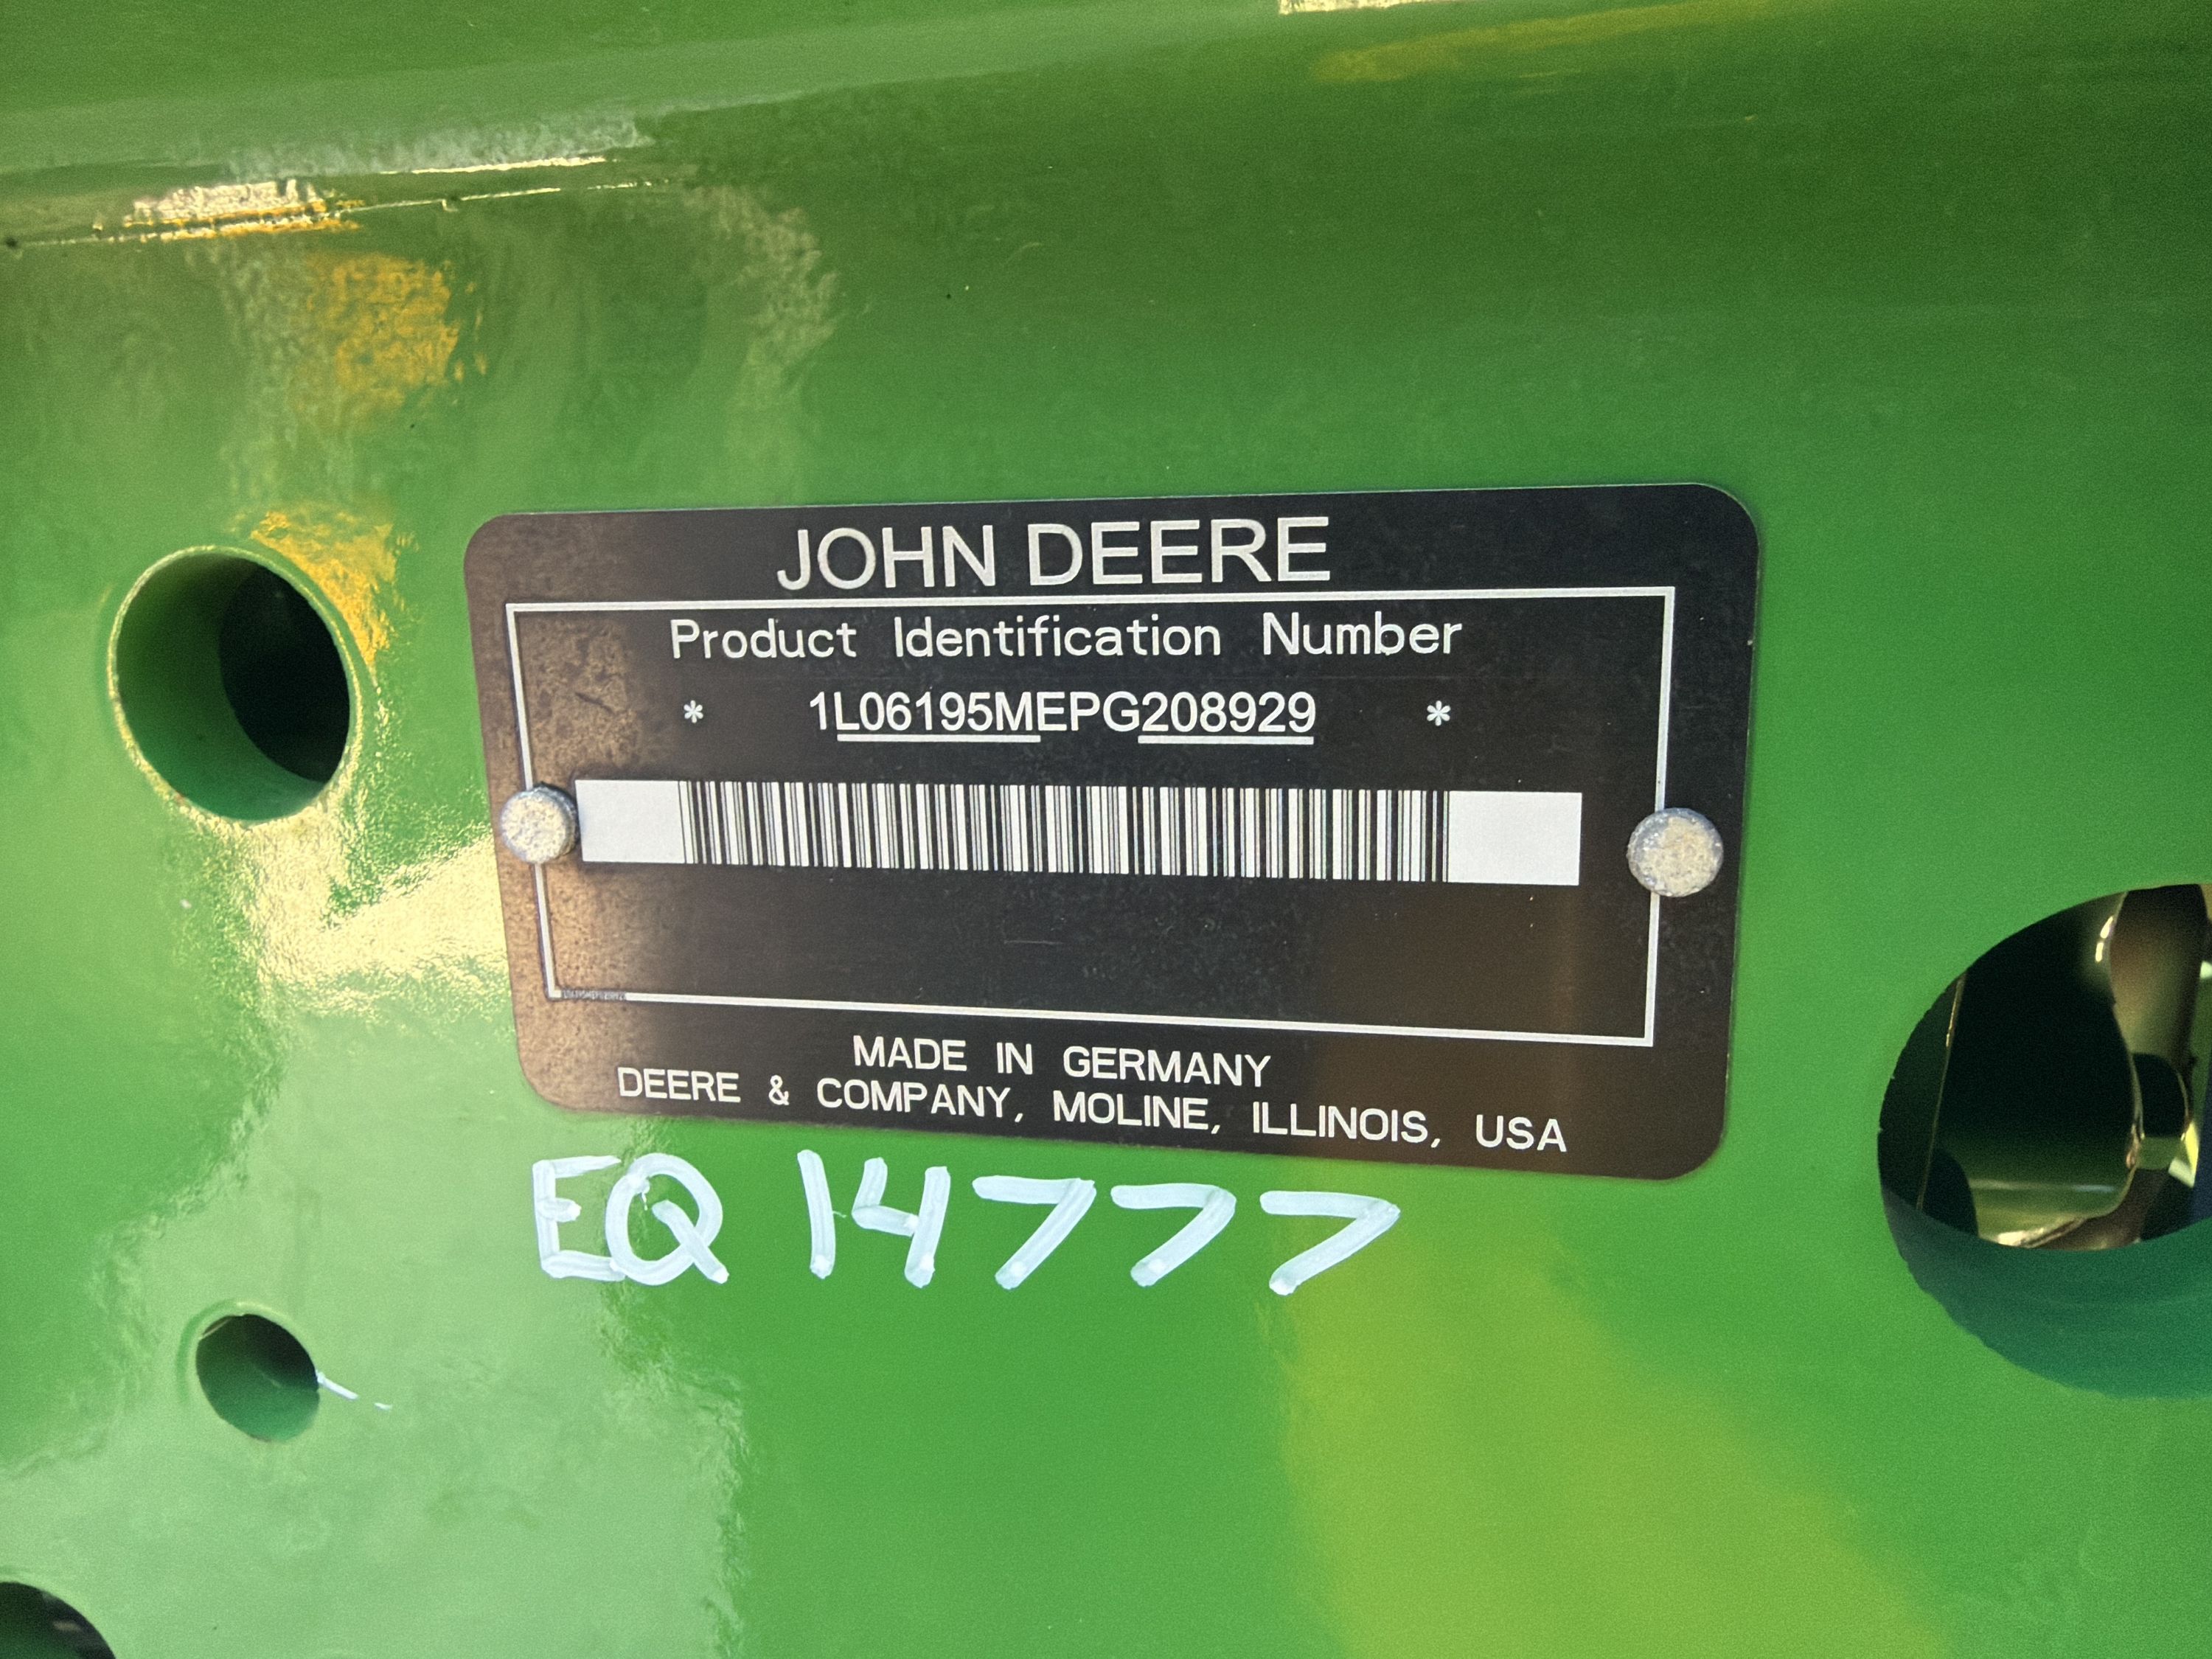 JOHN DEERE
Product Identification Number
* 1L06195MEPG208929 *
MADE IN GERMANY
DEERE & COMPANY, MOLINE, ILLINOIS, USA
EQ 14777